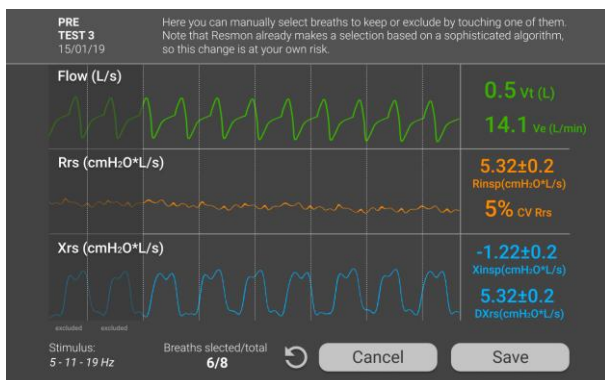 PRE
TEST 3
15/01/19
Here you can manually select breaths to keep or exclude by touching one of them.
Note that Resmon already makes a selection based on a sophisticated algorithm,
so this change is at your own risk.
Flow (L/s)
0.5 Vt (L)
14.1 Ve (L/min)
Rrs (cmH₂O*L/s)
5.32±0.2
Rinsp(cmH₂O*L/s)
5% CV Rrs
Xrs (cmH₂O*L/s)
-1.22±0.2
Xinsp(cmH₂O*L/s)
5.32±0.2
DXrs(cmH₂O*L/s)
excluded excluded
Stimulus:
5 - 11 - 19 Hz
Breaths slected/total
6/8
Cancel
Save